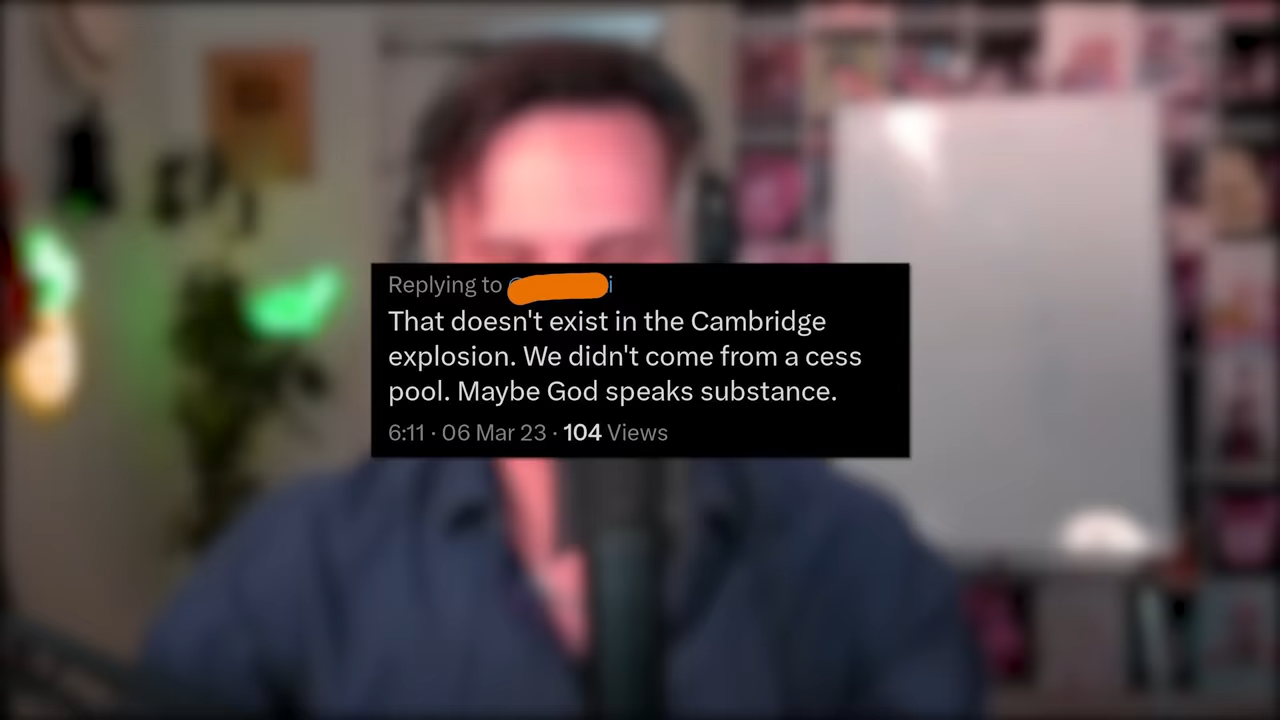 Replying to
That doesn't exist in the Cambridge
explosion. We didn't come from a cess
pool. Maybe God speaks substance.
6:11 · 06 Mar 23 · 104 Views